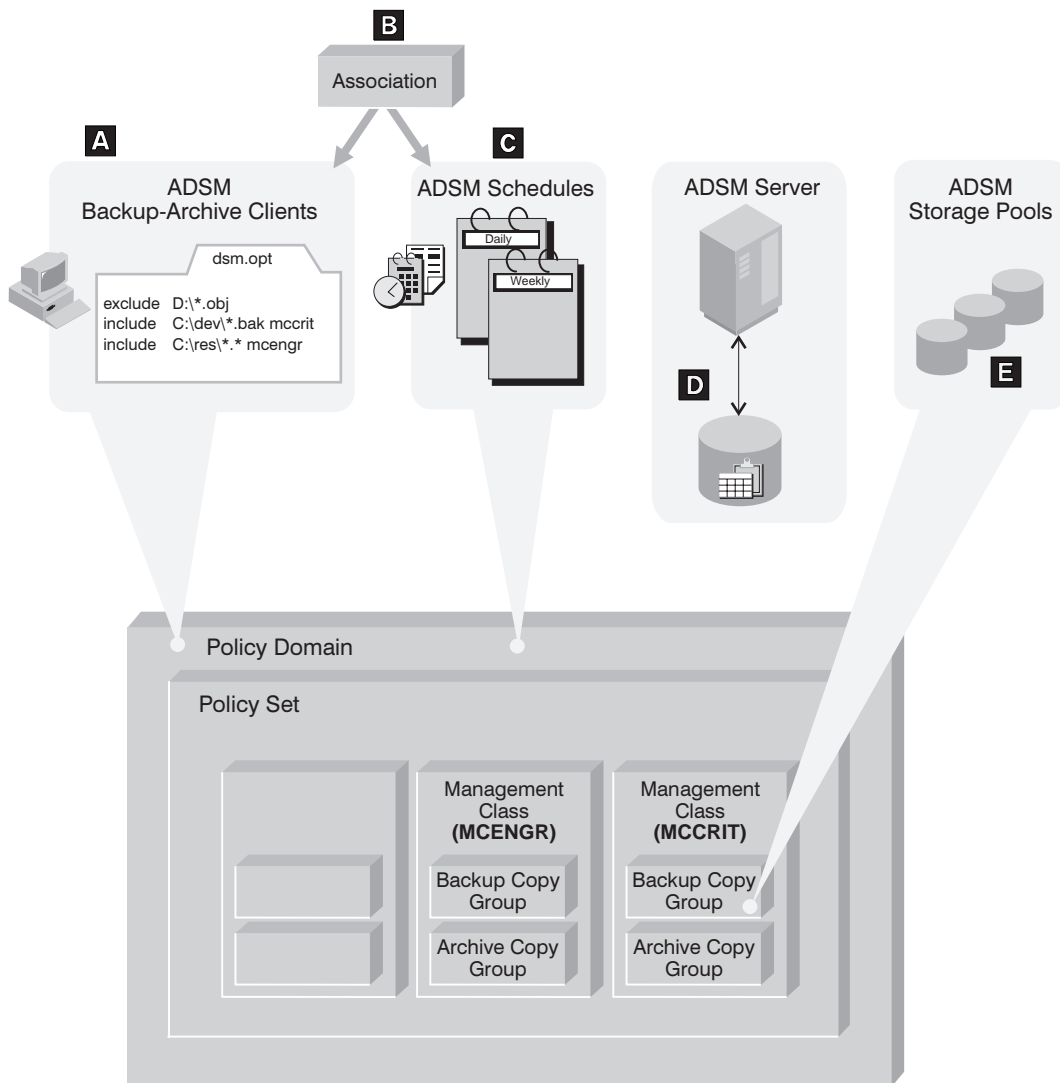 B
Association
A
C
ADSM
Backup-Archive Clients
dsm.opt
exclude D:\*.obj
include C:\dev\*.bak mccrit
include C:\res\*.* mcengr
ADSM Schedules
Daily
Weekly
ADSM Server
D
ADSM
Storage Pools
E
Policy Domain
Policy Set
Management
Class
(MCENGR)
Backup Copy
Group
Archive Copy
Group
Management
Class
(MCCRIT)
Backup Copy
Group
Archive Copy
Group